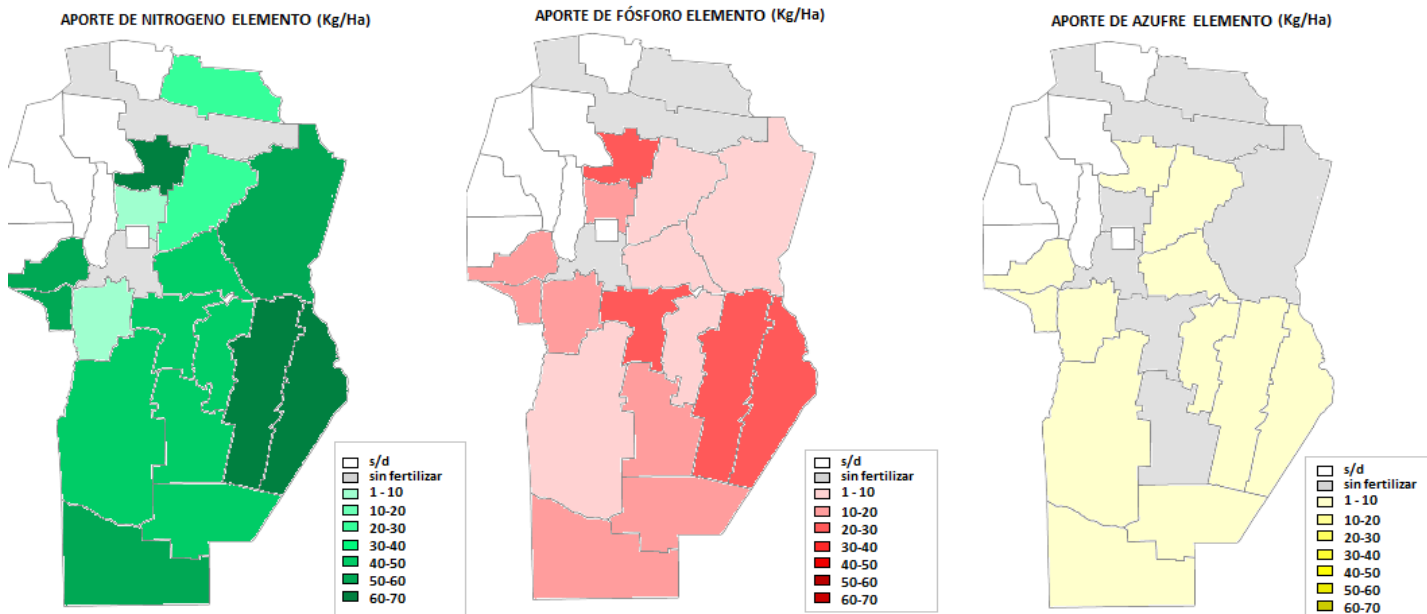 APORTE DE NITROGENO ELEMENTO (Kg/Ha)
s/d
sin fertilizar
1 - 10
10-20
20-30
30-40
40-50
50-60
60-70
APORTE DE FÓSFORO ELEMENTO (Kg/Ha)
s/d
sin fertilizar
1 - 10
10-20
20-30
30-40
40-50
50-60
60-70
APORTE DE AZUFRE ELEMENTO (Kg/Ha)
s/d
sin fertilizar
1 - 10
10-20
20-30
30-40
40-50
50-60
60-70